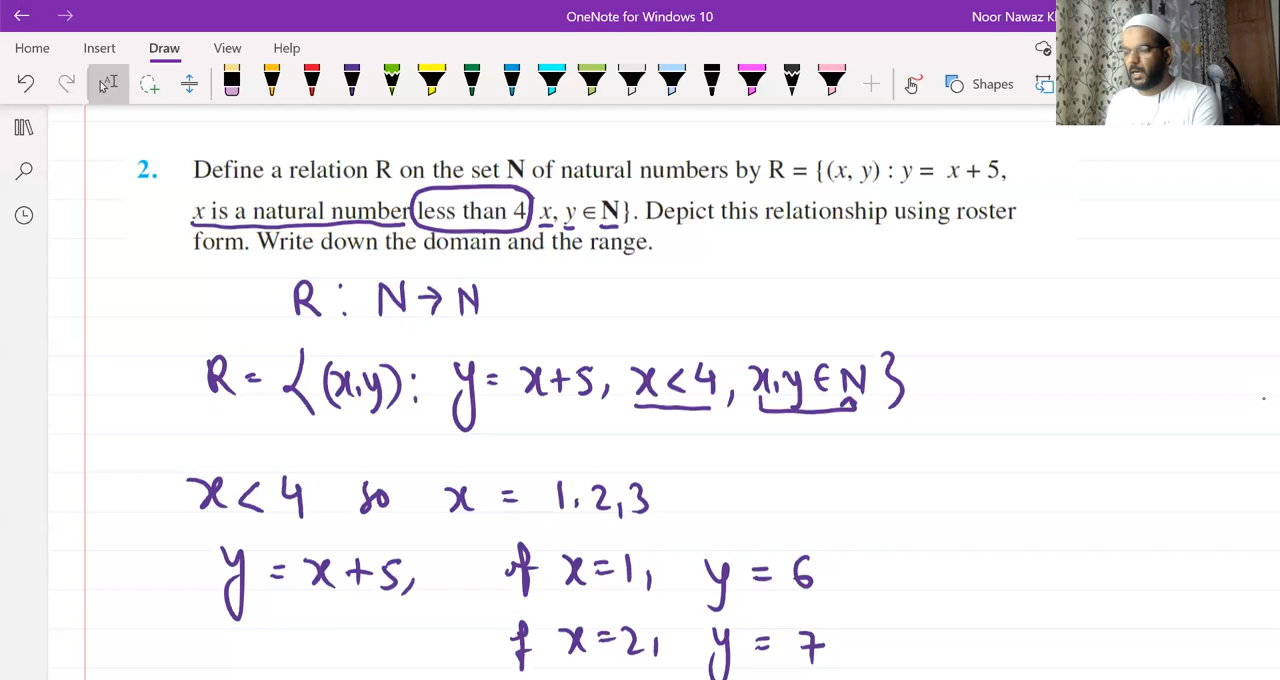 OneNote for Windows 10
Noor Nawaz Kh
Home Insert Draw View Help
Shapes
2. Define a relation R on the set N of natural numbers by R = {(x, y) : y = x + 5,
x is a natural number less than 4; x, y ∈ N}. Depict this relationship using roster
form. Write down the domain and the range.
R : N → N
R = {(x,y) : y = x+5, x<4, x,y ∈ N}
x < 4 so x = 1,2,3
y = x+5, if x=1, y = 6
if x=2, y = 7